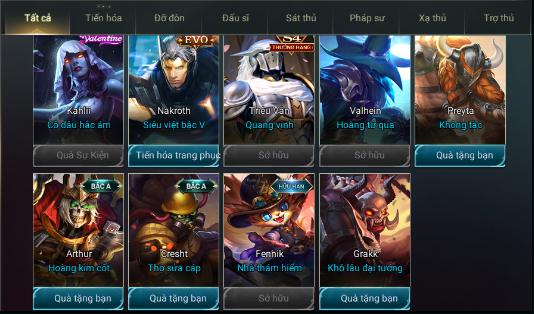 Tất cả Tiến hóa Đỡ đòn Đấu sĩ Sát thủ Pháp sư Xạ thủ Trợ thủ
Valentine EVO S4
THƯỜNG HẠNG
Kahlii Nakroth Triệu Vân Valhein Preyta
Cô dâu hắc ám Siêu việt bậc V Quang vinh Hoàng tử quạ Không tặc
Quà Sự Kiện Tiến hóa trang phục Sở hữu Sở hữu Quà tặng bạn
BẬC A BẬC A HỮU HẠN
Arthur Cresht Fennik Grakk
Hoàng kim cốt Thợ sửa cáp Nhà thám hiểm Khô lâu đại tướng
Quà tặng bạn Quà tặng bạn Sở hữu Quà tặng bạn